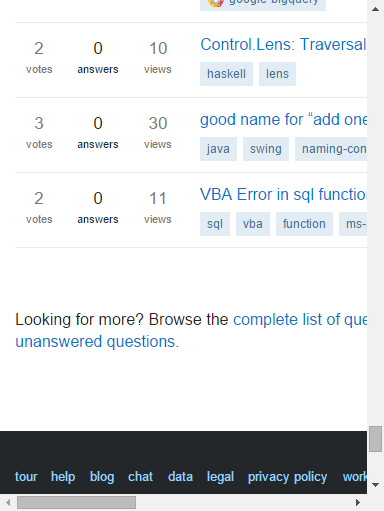 google-bigquery
2 0 10 Control.Lens: Traversal
votes answers views haskell lens
3 0 30 good name for “add one
votes answers views java swing naming-con
2 0 11 VBA Error in sql functio
votes answers views sql vba function ms-
Looking for more? Browse the complete list of que
unanswered questions.
tour help blog chat data legal privacy policy work